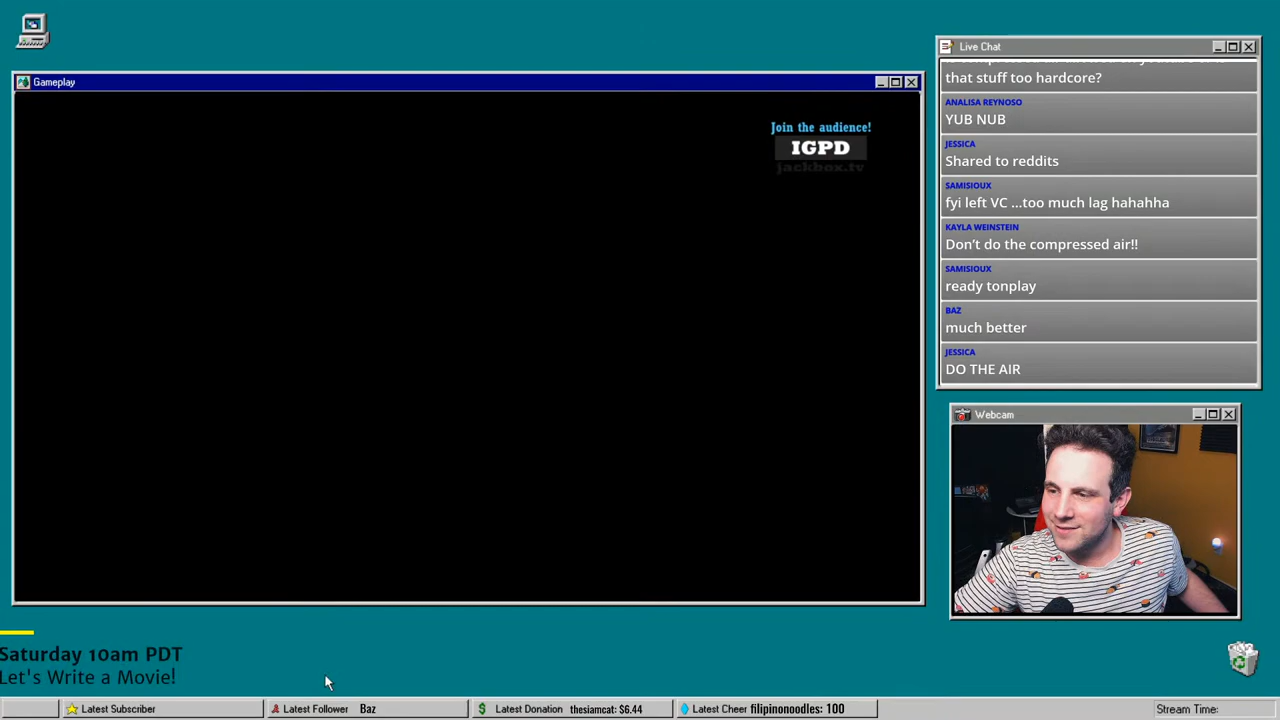 Gameplay
Join the audience!
IGPD
jackbox.tv
Live Chat
that stuff too hardcore?
ANALISA REYNOSO
YUB NUB
JESSICA
Shared to reddits
SAMISIOUX
fyi left VC ...too much lag hahahha
KAYLA WEINSTEIN
Don't do the compressed air!!
SAMISIOUX
ready tonplay
BAZ
much better
JESSICA
DO THE AIR
Webcam
Saturday 10am PDT
Let's Write a Movie!
Latest Subscriber
Latest Follower Baz
Latest Donation thesiamcat: $6.44
Latest Cheer filipinonoodles: 100
Stream Time: